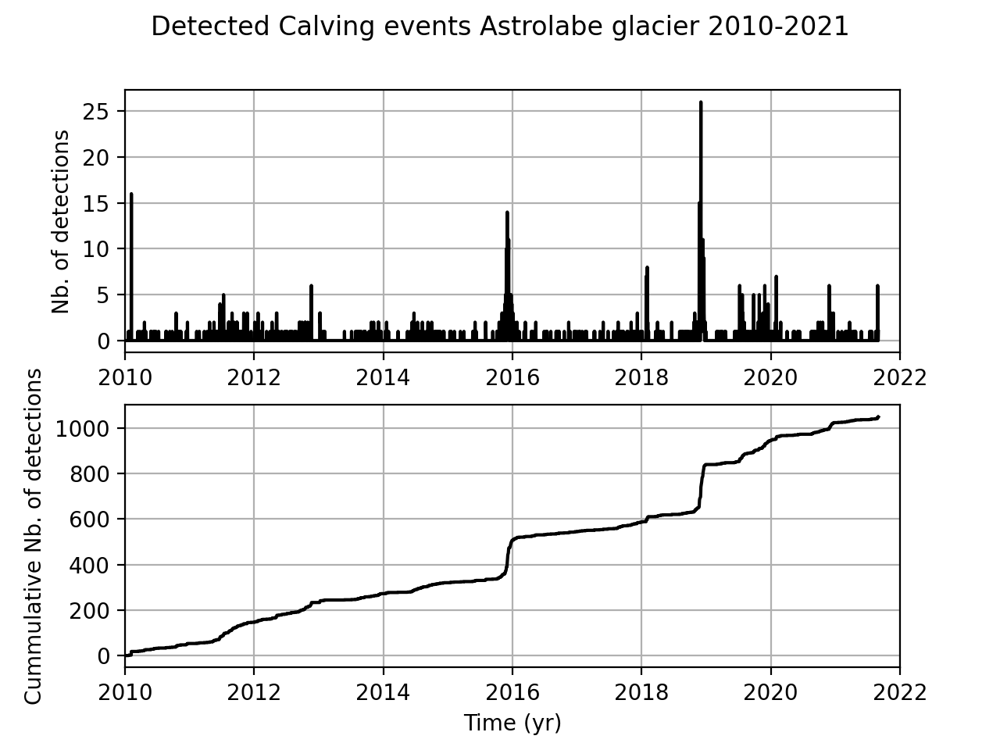 Detected Calving events Astrolabe glacier 2010-2021
Nb. of detections
25
20
15
10
5
0
2010 2012 2014 2016 2018 2020 2022
Cummulative Nb. of detections
1000
800
600
400
200
0
2010 2012 2014 2016 2018 2020 2022
Time (yr)